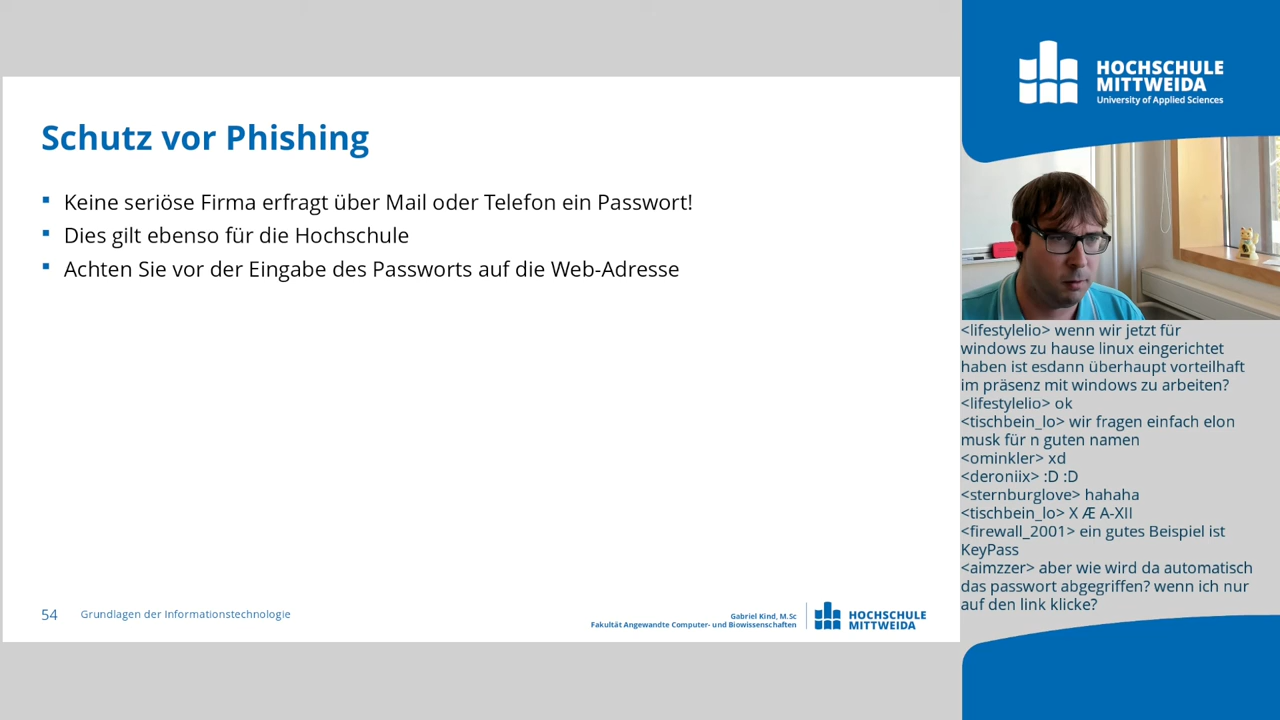 Schutz vor Phishing
▪ Keine seriöse Firma erfragt über Mail oder Telefon ein Passwort!
▪ Dies gilt ebenso für die Hochschule
▪ Achten Sie vor der Eingabe des Passworts auf die Web-Adresse
54 Grundlagen der Informationstechnologie
Gabriel Kind, M.Sc
Fakultät Angewandte Computer- und Biowissenschaften
HOCHSCHULE
MITTWEIDA
HOCHSCHULE
MITTWEIDA
University of Applied Sciences
<lifestylelio> wenn wir jetzt für
windows zu hause linux eingerichtet
haben ist esdann überhaupt vorteilhaft
im präsenz mit windows zu arbeiten?
<lifestylelio> ok
<tischbein_lo> wir fragen einfach elon
musk für n guten namen
<ominkler> xd
<deroniix> :D :D
<sternburglove> hahaha
<tischbein_lo> X Æ A-XII
<firewall_2001> ein gutes Beispiel ist
KeyPass
<aimzzer> aber wie wird da automatisch
das passwort abgegriffen? wenn ich nur
auf den link klicke?